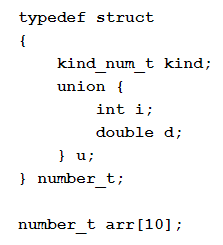 typedef struct
{
    kind_num_t kind;
    union {
        int i;
        double d;
    } u;
} number_t;

number_t arr[10];